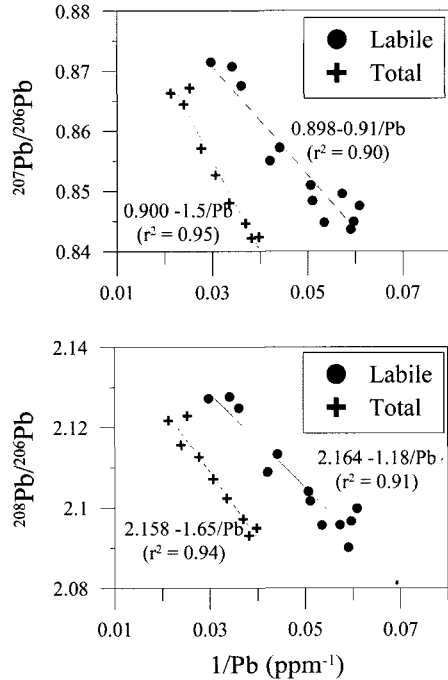 0.88
0.87
0.86
0.85
0.84
207Pb/206Pb
Labile
Total
0.898-0.91/Pb
(r² = 0.90)
0.900 -1.5/Pb
(r² = 0.95)
0.01 0.03 0.05 0.07
2.14
2.12
2.1
2.08
208Pb/206Pb
Labile
Total
2.164 -1.18/Pb
(r² = 0.91)
2.158 -1.65/Pb
(r² = 0.94)
0.01 0.03 0.05 0.07
1/Pb (ppm⁻¹)